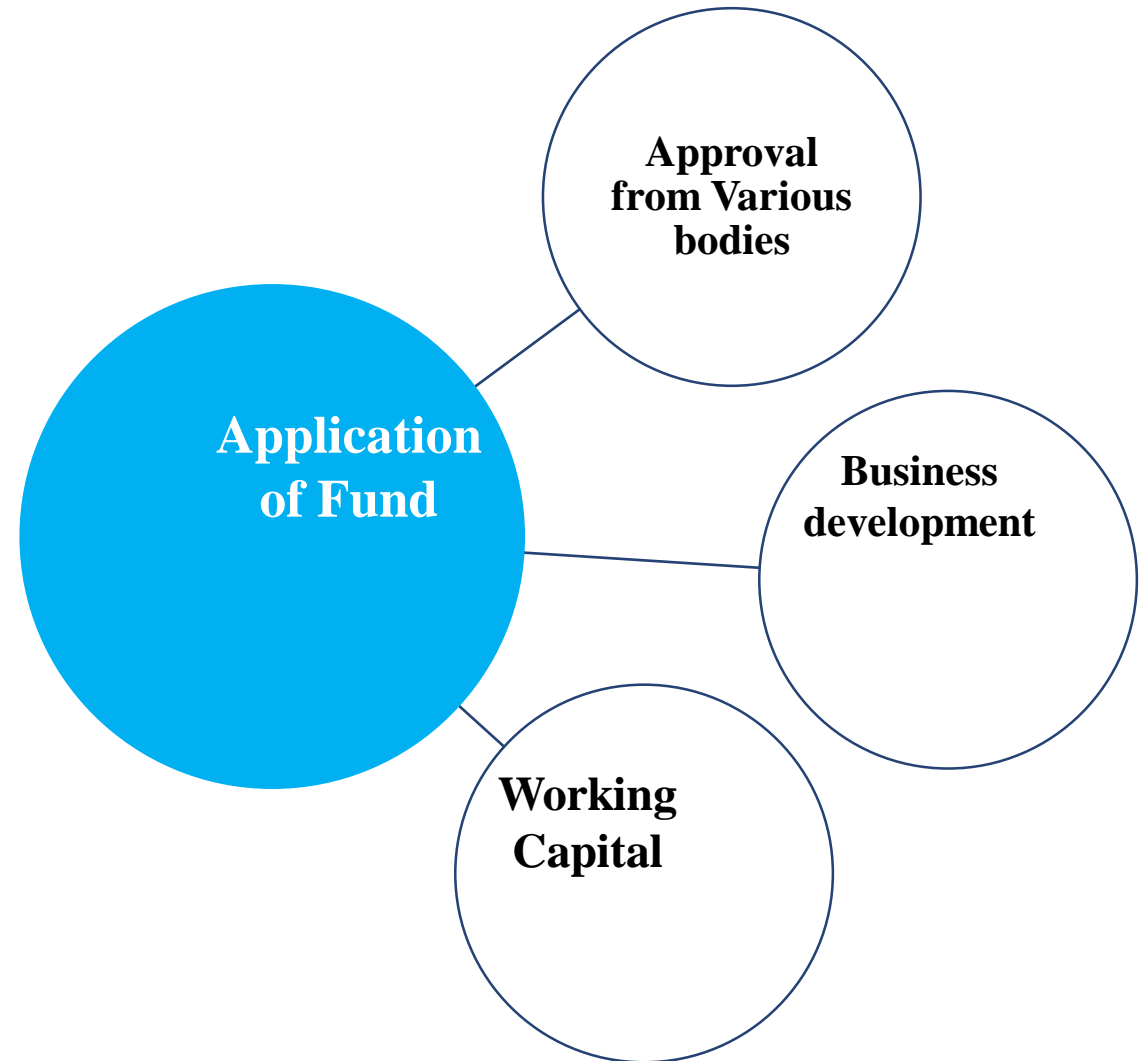 Approval
from Various
bodies
Application
of Fund
Business
development
Working
Capital